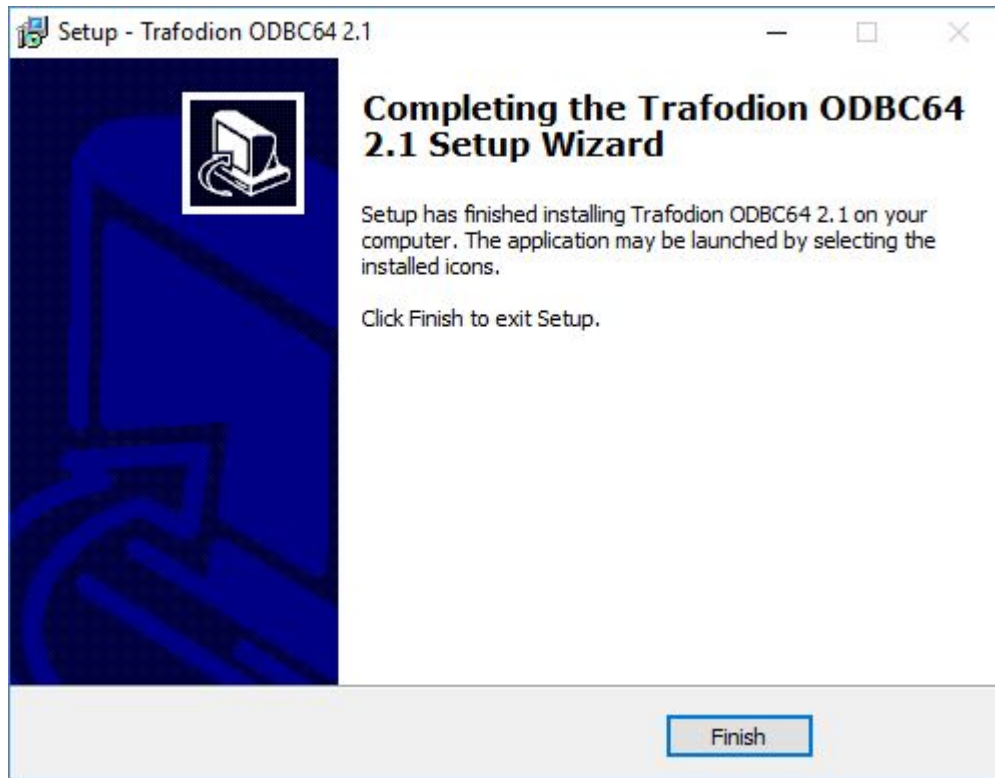 Setup - Trafodion ODBC64 2.1
Completing the Trafodion ODBC64
2.1 Setup Wizard
Setup has finished installing Trafodion ODBC64 2.1 on your
computer. The application may be launched by selecting the
installed icons.
Click Finish to exit Setup.
Finish